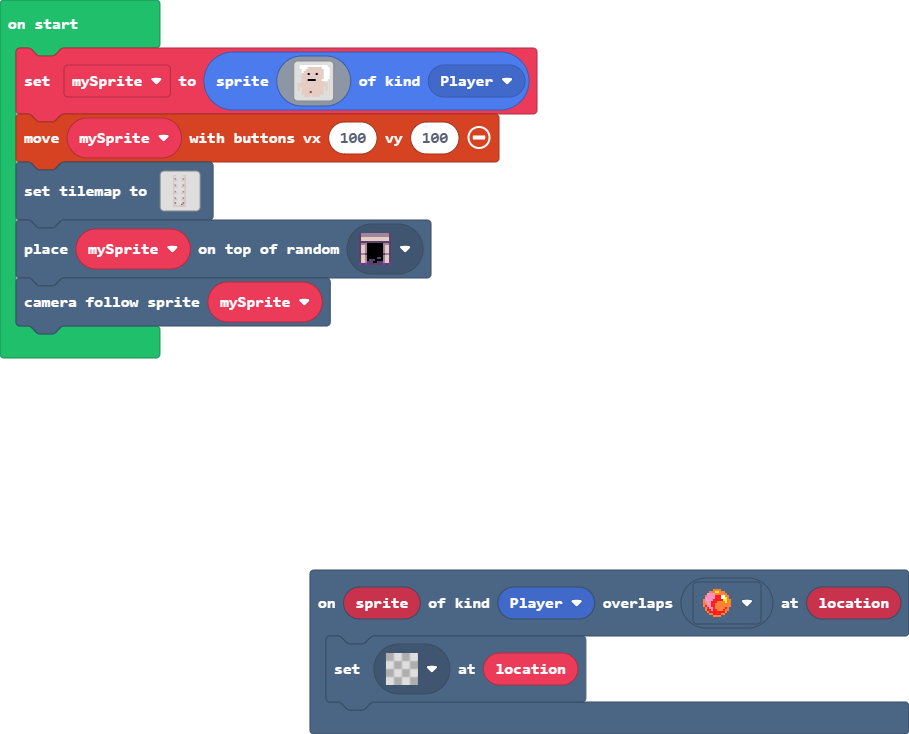 on start
set mySprite to sprite of kind Player
move mySprite with buttons vx 100 vy 100
set tilemap to
place mySprite on top of random
camera follow sprite mySprite
on sprite of kind Player overlaps at location
set at location